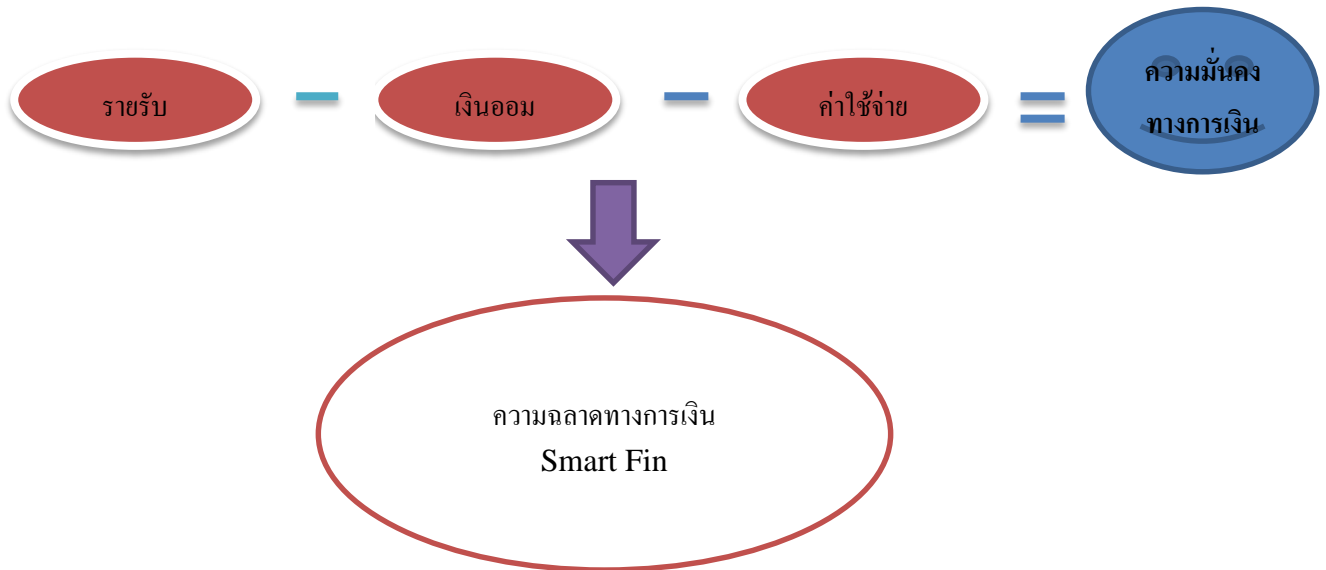 รายรับ
เงินออม
ค่าใช้จ่าย
ความมั่นคง
ทางการเงิน
ความฉลาดทางการเงิน
Smart Fin